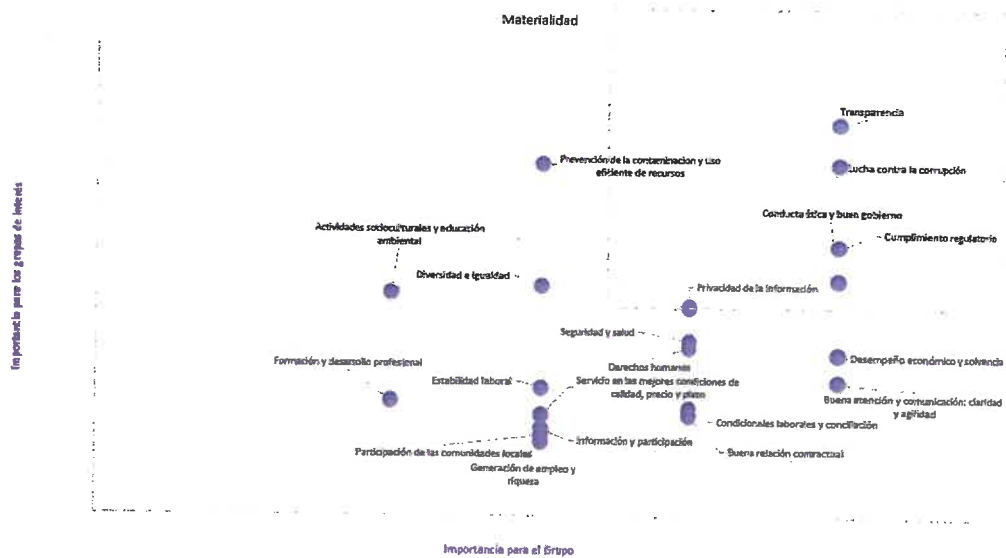 Materialidad
Transparencia
Prevención de la contaminacion y uso
eficiente de recursos
Lucha contra la corrupción
Conducta ética y buen gobierno
Actividades socioculturales y educación
ambiental
Cumplimiento regulatorio
Diversidad e igualdad
Privacidad de la información
Importancia para los grupos de interés
Seguridad y salud
Formación y desarrollo profesional
Derechos humanos
Desempeño económico y solvencia
Estabilidad laboral
Servicio en las mejores condiciones de
calidad, precio y plazo
Buena atención y comunicación: claridad
y agilidad
Condicionales laborales y conciliación
Información y participación
Participación de las comunidades locales
Buena relación contractual
Generación de empleo y
riqueza
Importancia para el Grupo